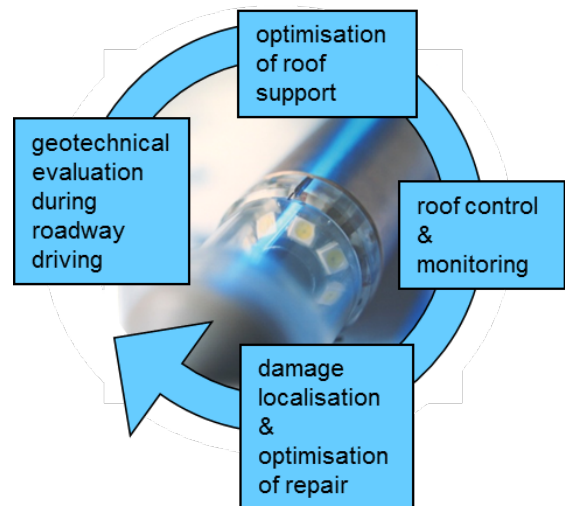 optimisation
of roof
support
geotechnical
evaluation
during
roadway
driving
roof control
&
monitoring
damage
localisation
&
optimisation
of repair